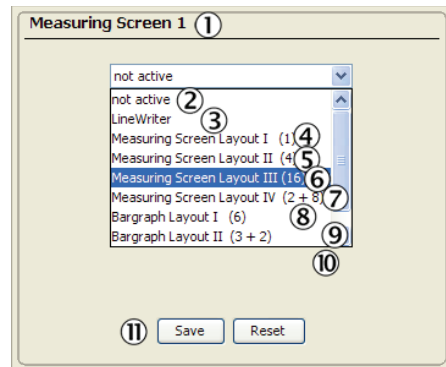 Measuring Screen 1 ①
not active
not active ②
LineWriter ③
Measuring Screen Layout I (1) ④
Measuring Screen Layout II (4) ⑤
Measuring Screen Layout III (16) ⑥
Measuring Screen Layout IV (2 + 8) ⑦
Bargraph Layout I (6) ⑧
Bargraph Layout II (3 + 2) ⑨
⑩
⑪ Save Reset